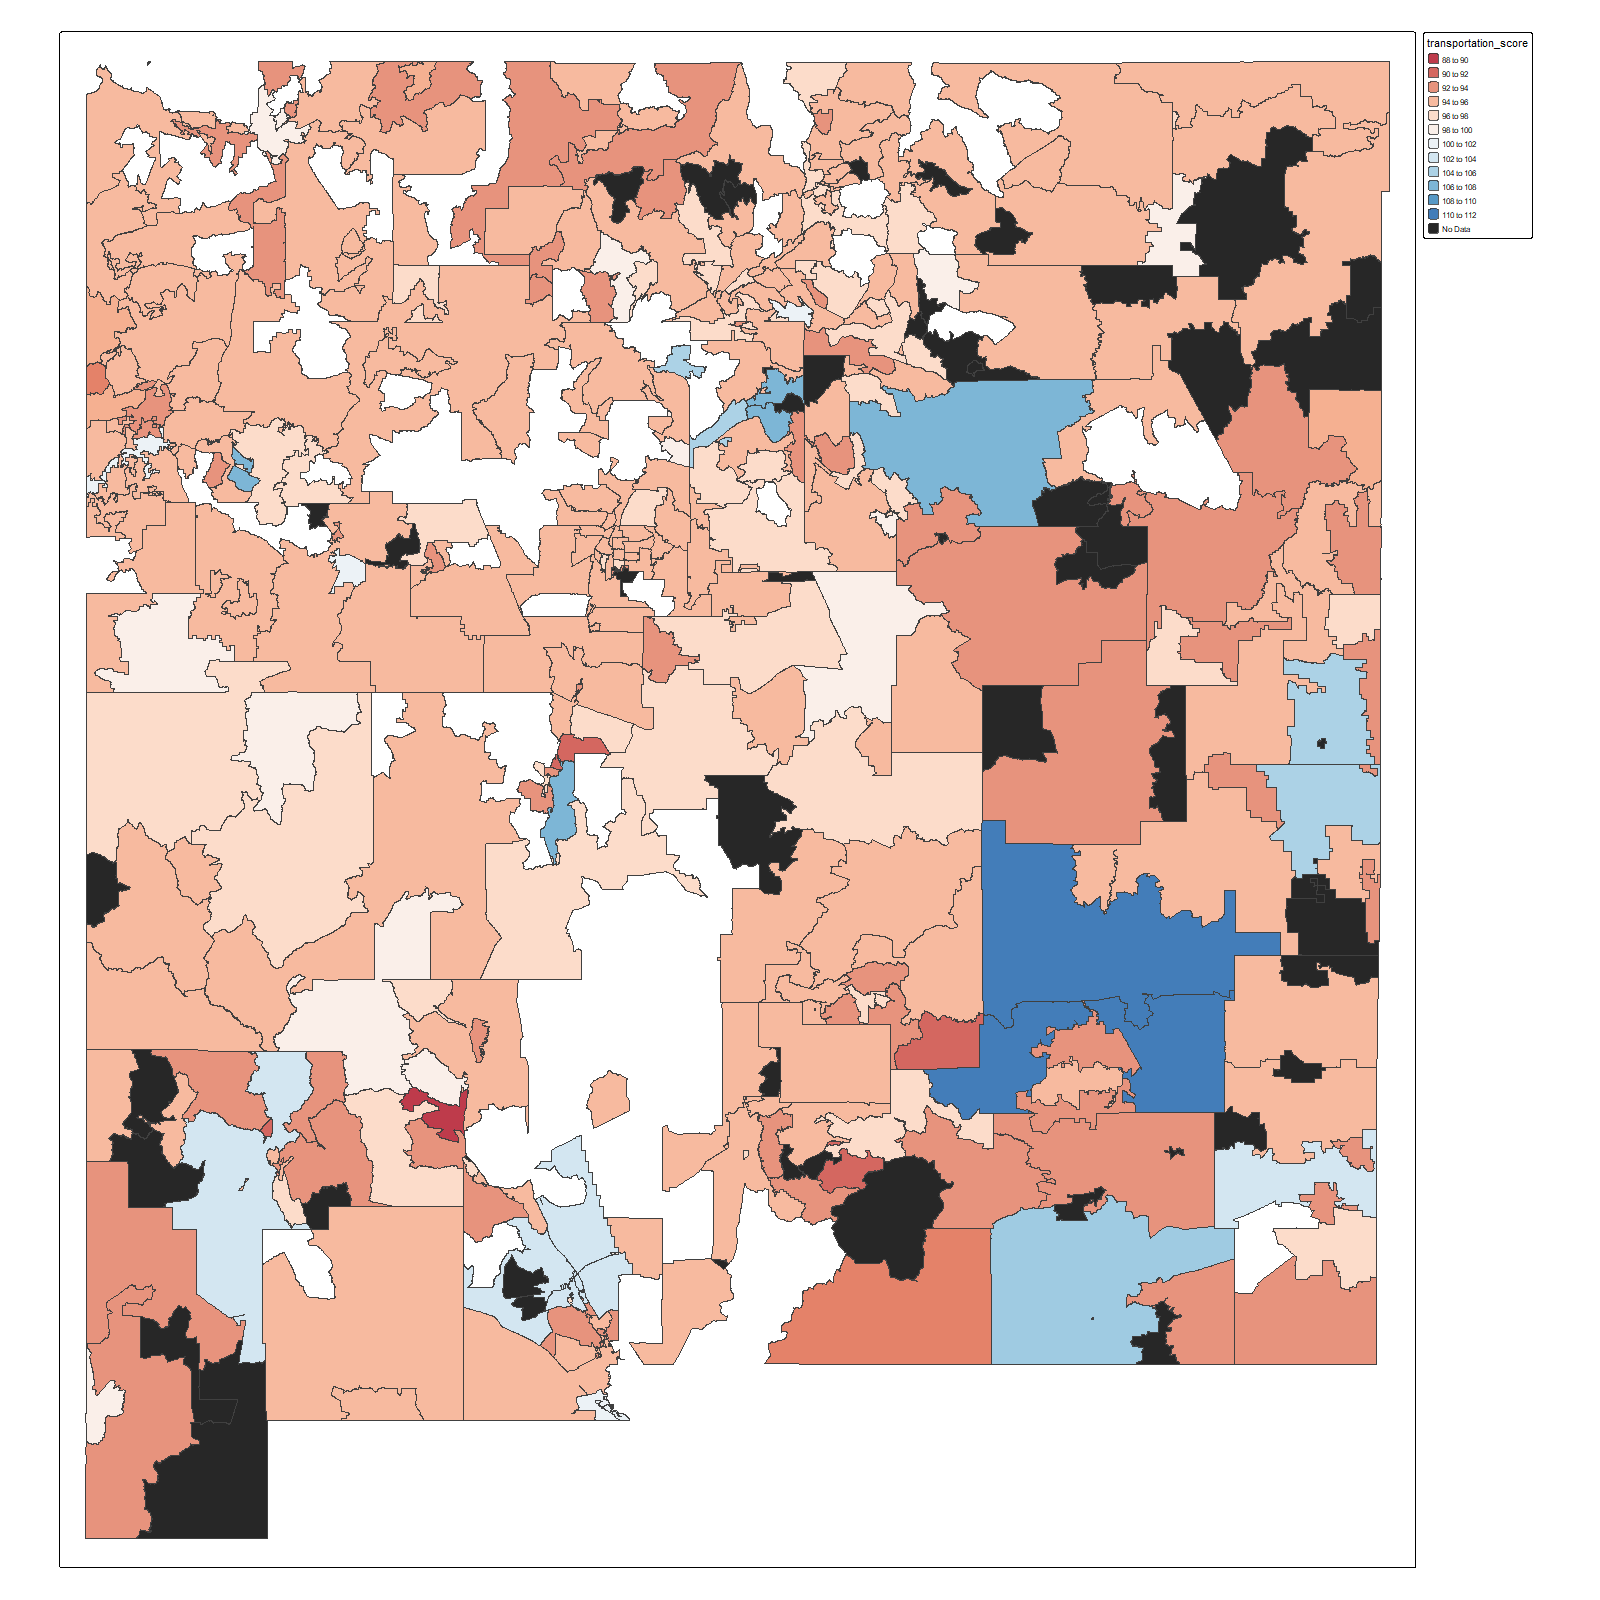 transportation_score
88 to 90
90 to 92
92 to 94
94 to 96
96 to 98
98 to 100
100 to 102
102 to 104
104 to 106
106 to 108
108 to 110
110 to 112
No Data